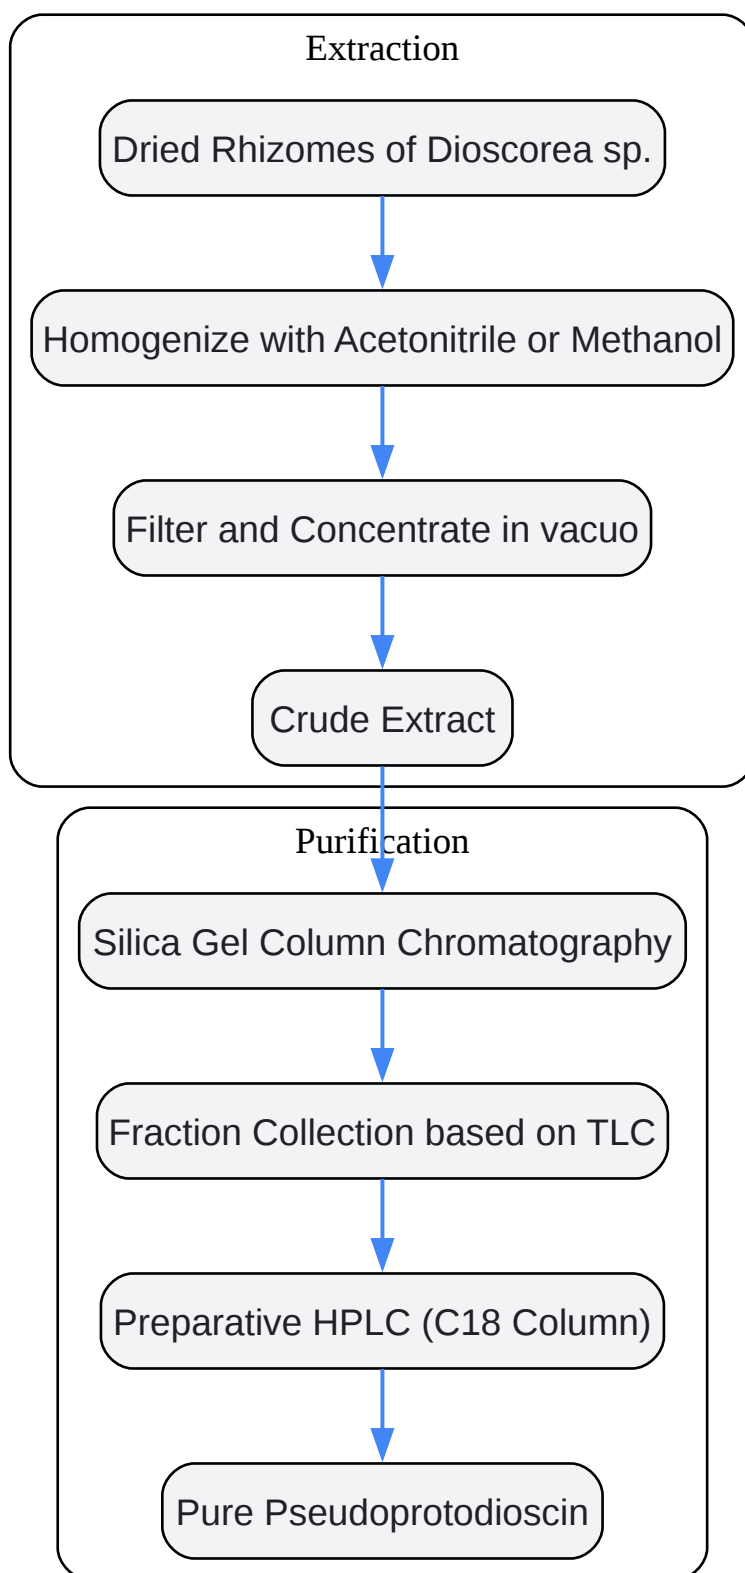 Extraction
Dried Rhizomes of Dioscorea sp.
Homogenize with Acetonitrile or Methanol
Filter and Concentrate in vacuo
Crude Extract
Purification
Silica Gel Column Chromatography
Fraction Collection based on TLC
Preparative HPLC (C18 Column)
Pure Pseudoprotodioscin